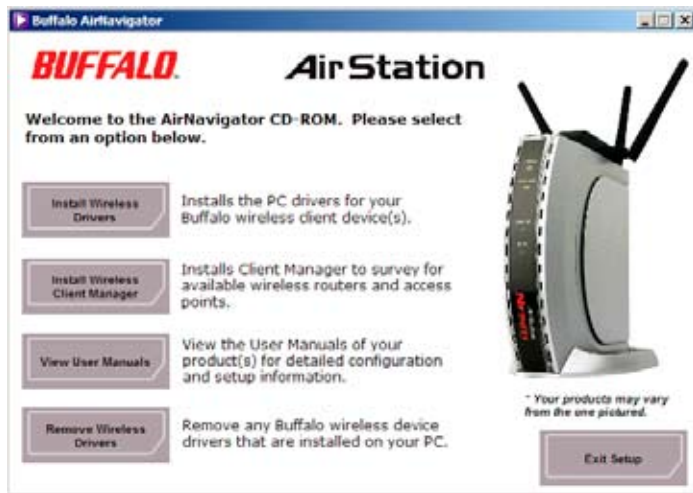 Buffalo AirNavigator
BUFFALO
AirStation
Welcome to the AirNavigator CD-ROM. Please select
from an option below.
Install Wireless
Drivers
Installs the PC drivers for your
Buffalo wireless client device(s).
Install Wireless
Client Manager
Installs Client Manager to survey for
available wireless routers and access
points.
View User Manuals
View the User Manuals of your
product(s) for detailed configuration
and setup information.
Remove Wireless
Drivers
Remove any Buffalo wireless device
drivers that are installed on your PC.
* Your products may vary
from the one pictured.
Exit Setup